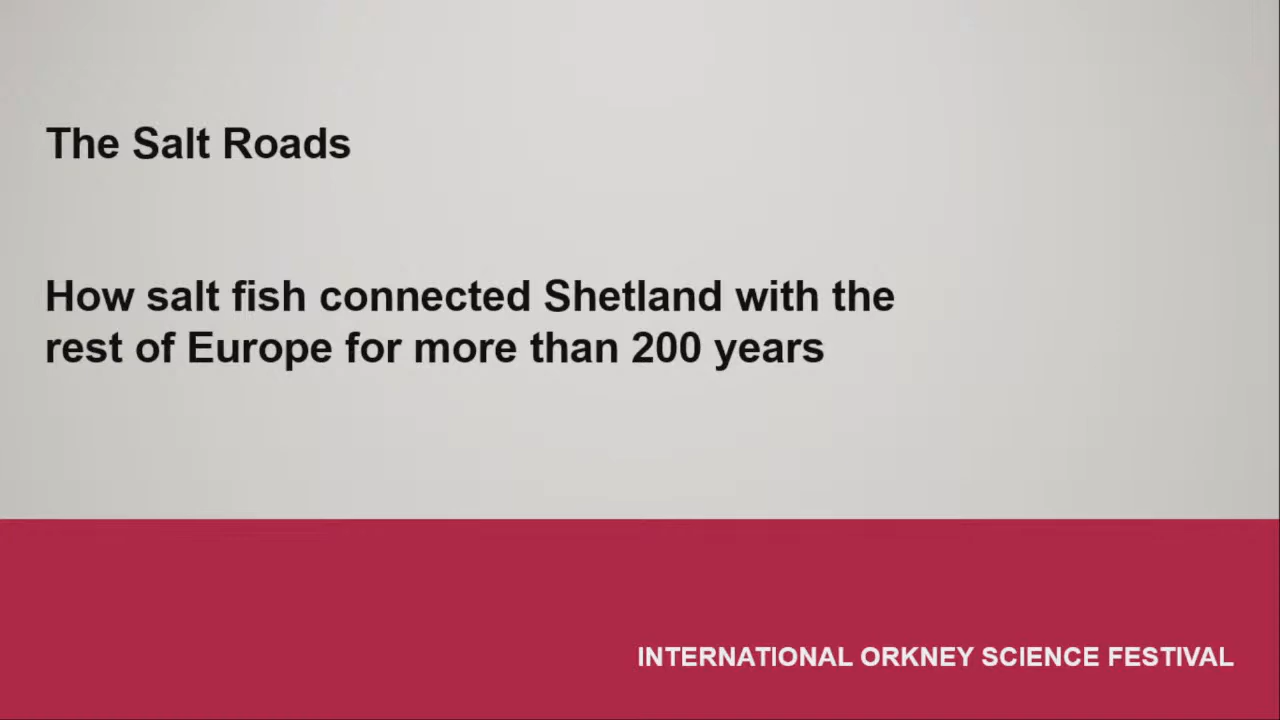 The Salt Roads
How salt fish connected Shetland with the
rest of Europe for more than 200 years
INTERNATIONAL ORKNEY SCIENCE FESTIVAL